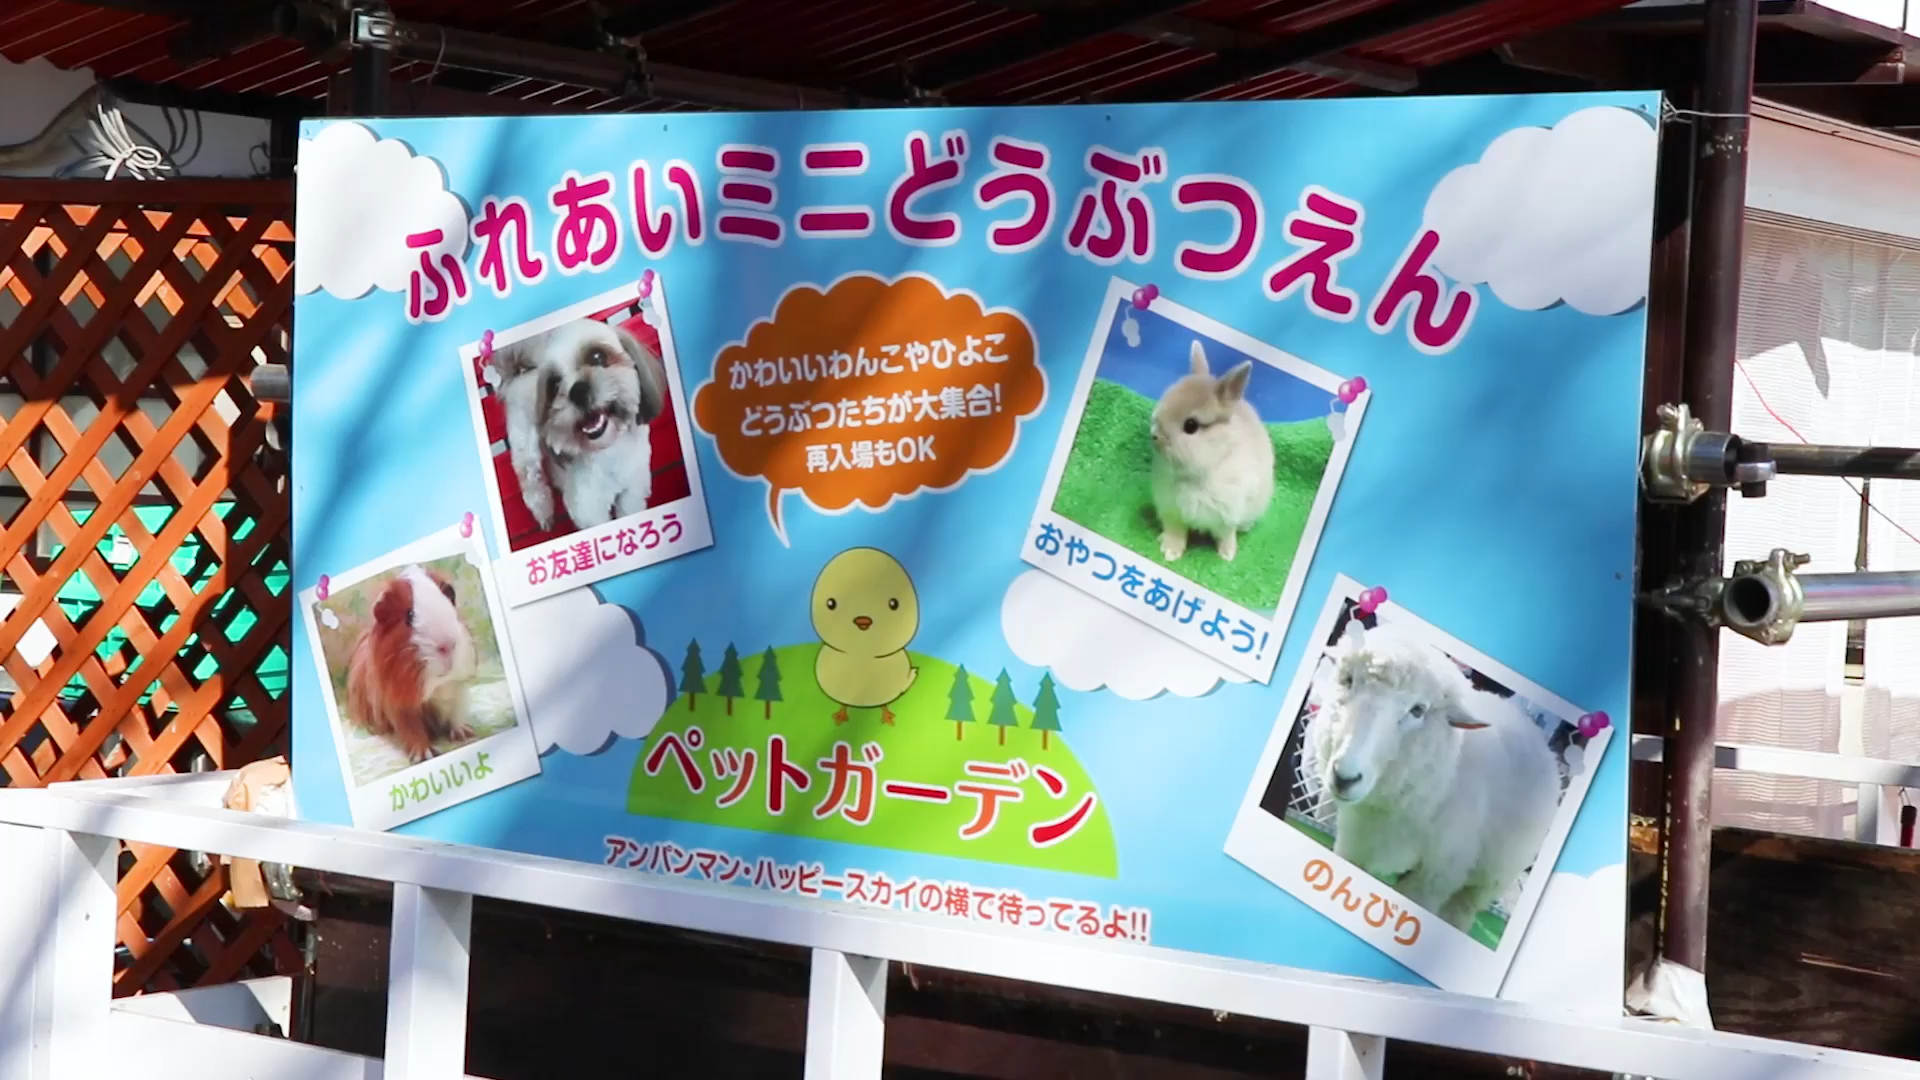 ふれあいミニどうぶつえん
かわいいわんこやひよこ
どうぶつたちが大集合!
再入場もOK
お友達になろう
おやつをあげよう!
かわいいよ
のんびり
ペットガーデン
アンパンマン・ハッピースカイの横で待ってるよ!!